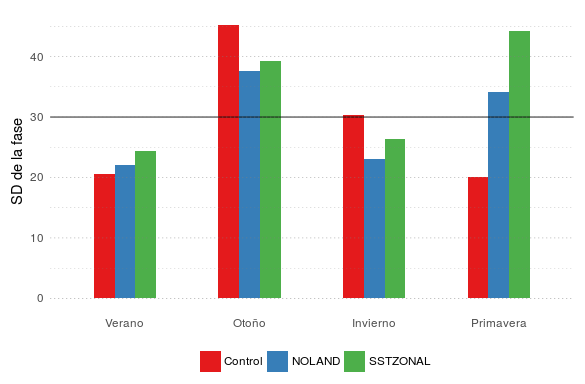 SD de la fase
40
30
20
10
0
Verano Otoño Invierno Primavera
Control NOLAND SSTZONAL